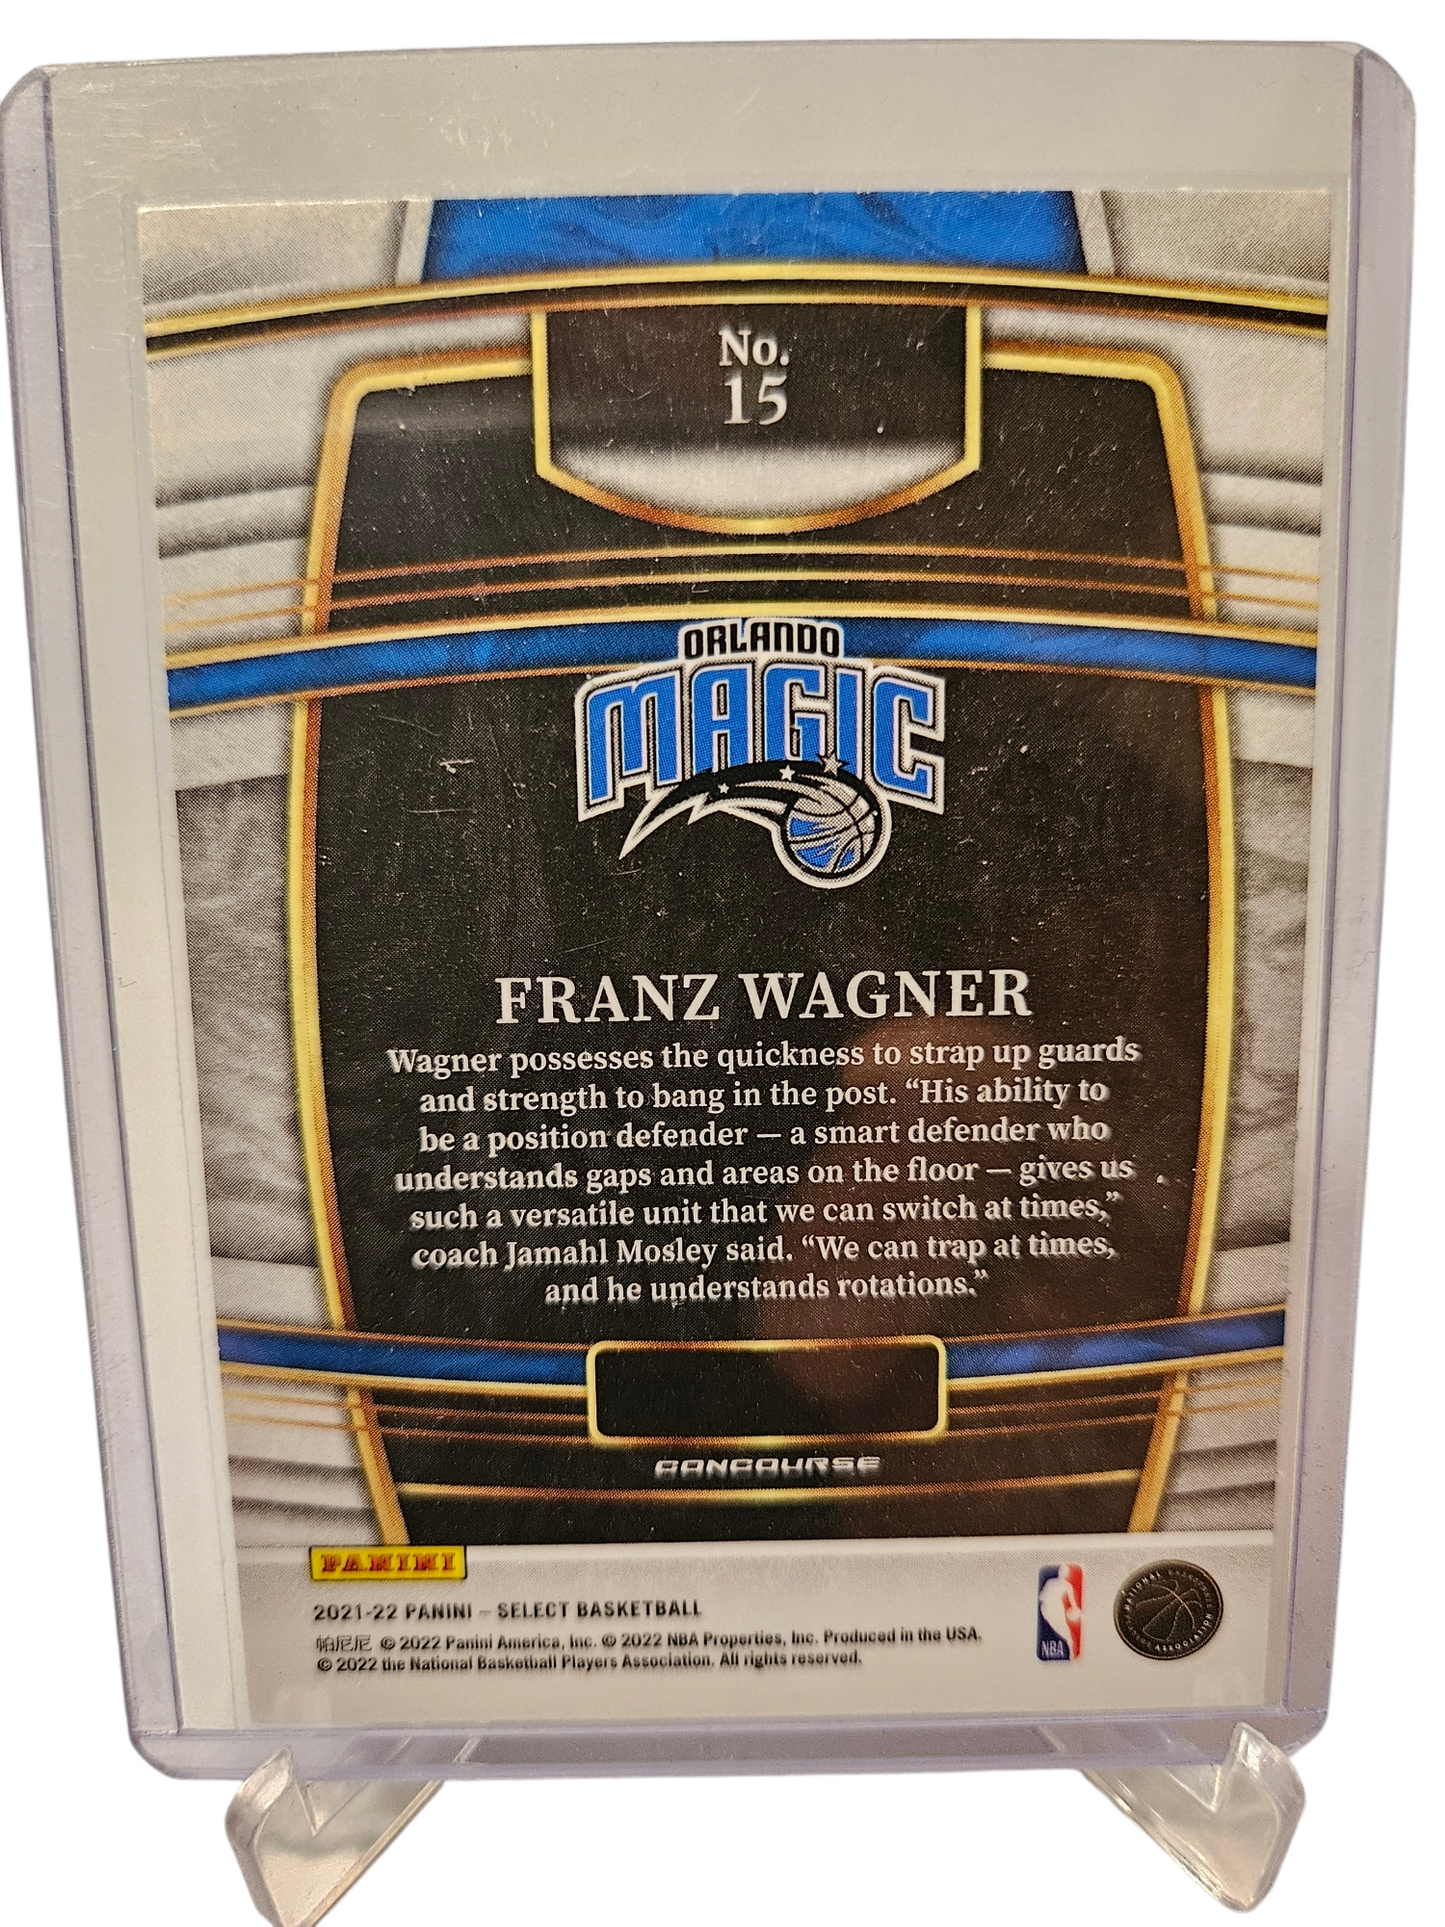 No.
15
ORLANDO
MAGIC
FRANZ WAGNER
Wagner possesses the quickness to strap up guards
and strength to bang in the post. “His ability to
be a position defender — a smart defender who
understands gaps and areas on the floor — gives us
such a versatile unit that we can switch at times,”
coach Jamahl Mosley said. “We can trap at times,
and he understands rotations.”
CONCOURSE
PANINI
2021-22 PANINI – SELECT BASKETBALL
帕尼尼 © 2022 Panini America, Inc. © 2022 NBA Properties, Inc. Produced in the USA.
© 2022 the National Basketball Players Association. All rights reserved.
NBA
NATIONAL BASKETBALL PLAYERS ASSOCIATION